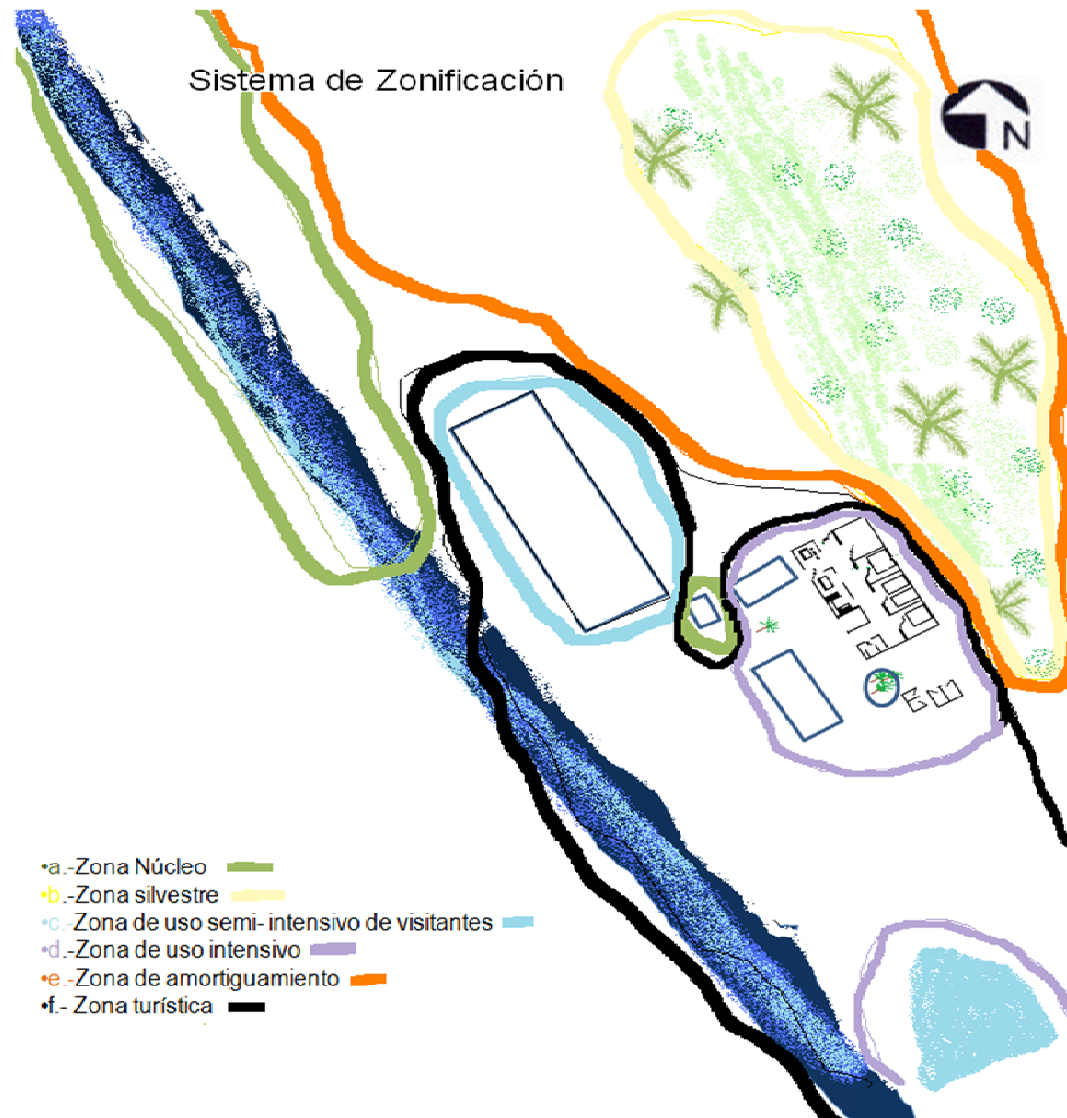 Sistema de Zonificación
N
•a.-Zona Núcleo
•b.-Zona silvestre
•c.-Zona de uso semi-intensivo de visitantes
•d.-Zona de uso intensivo
•e.-Zona de amortiguamiento
•f.- Zona turística